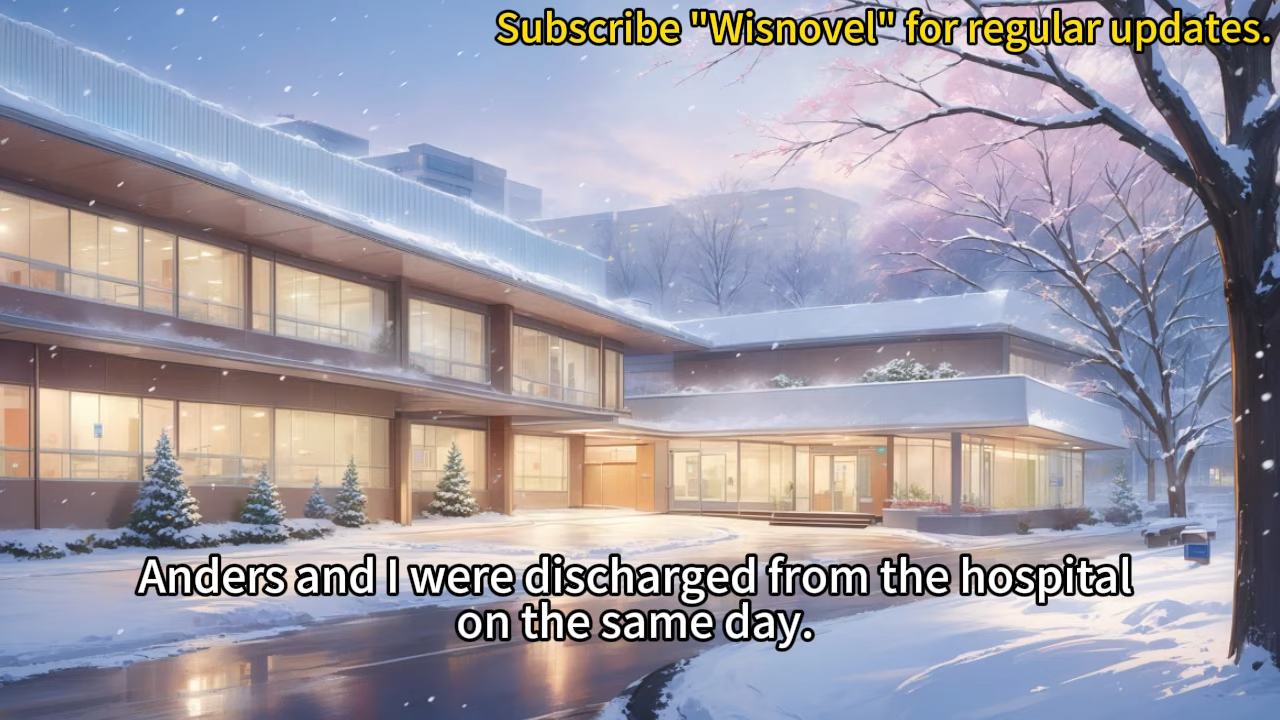 Subscribe "Wisnovel" for regular updates.
Anders and I were discharged from the hospital
on the same day.